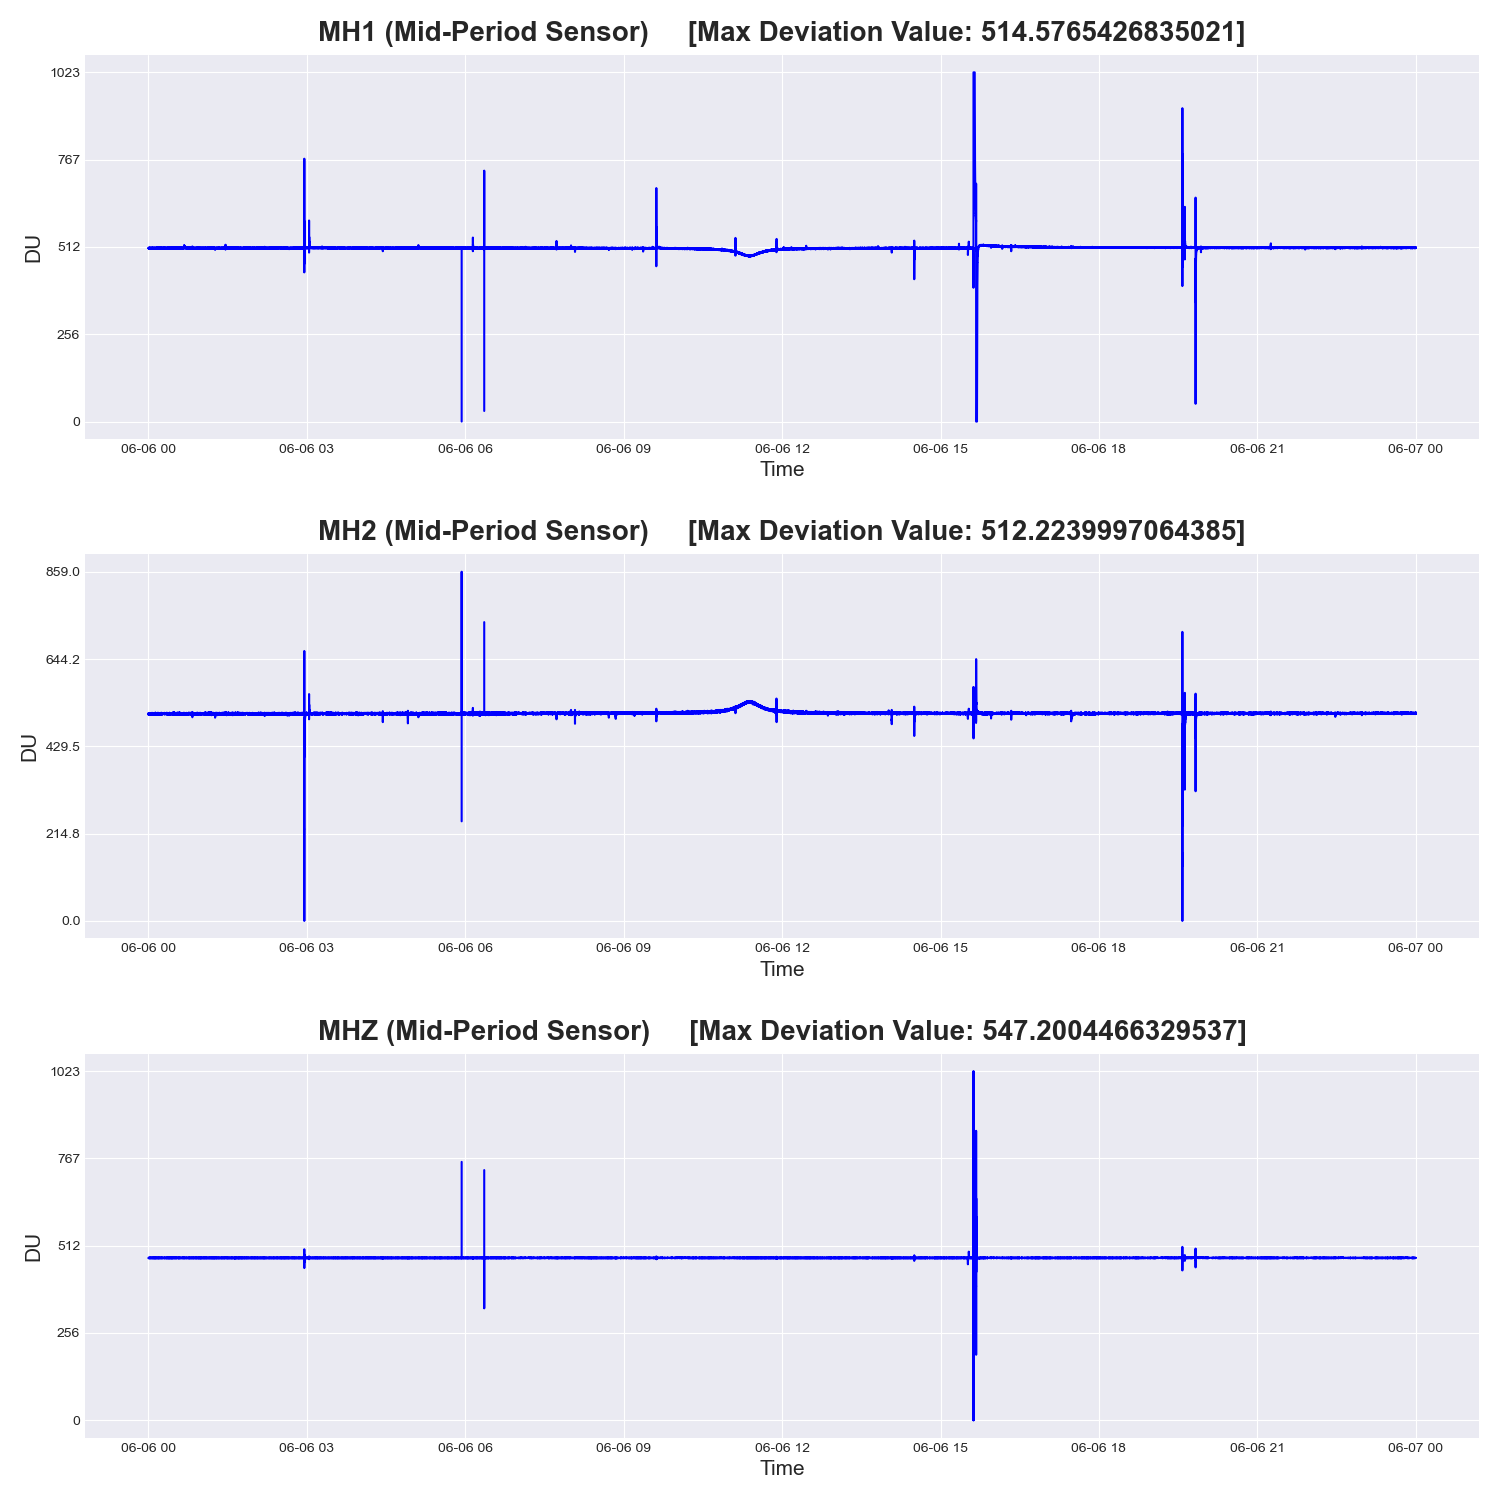 MH1 (Mid-Period Sensor) [Max Deviation Value: 514.5765426835021]
1023
767
512
256
0
DU
06-06 00 06-06 03 06-06 06 06-06 09 06-06 12 06-06 15 06-06 18 06-06 21 06-07 00
Time
MH2 (Mid-Period Sensor) [Max Deviation Value: 512.2239997064385]
859.0
644.2
429.5
214.8
0.0
DU
06-06 00 06-06 03 06-06 06 06-06 09 06-06 12 06-06 15 06-06 18 06-06 21 06-07 00
Time
MHZ (Mid-Period Sensor) [Max Deviation Value: 547.2004466329537]
1023
767
512
256
0
DU
06-06 00 06-06 03 06-06 06 06-06 09 06-06 12 06-06 15 06-06 18 06-06 21 06-07 00
Time